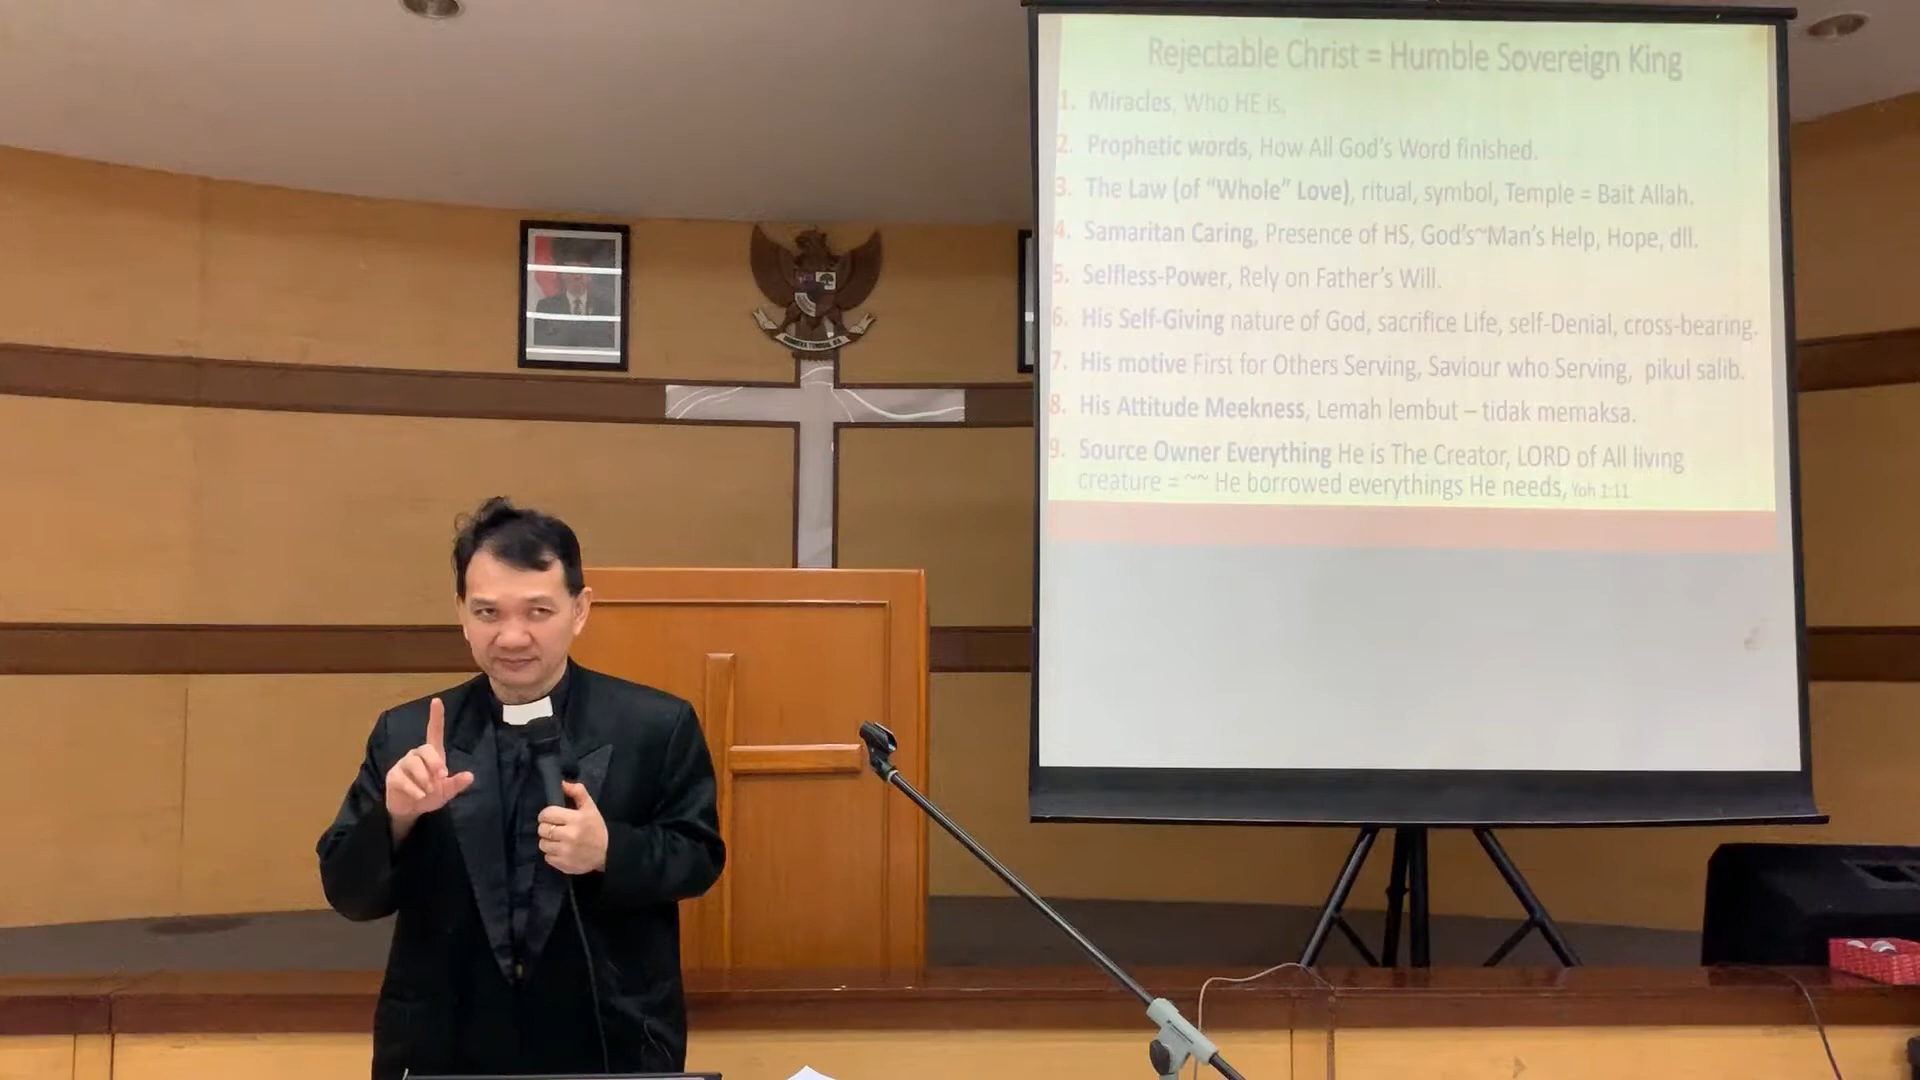 Rejectable Christ = Humble Sovereign King
1. Miracles, Who HE is.
2. Prophetic words, How All God's Word finished.
3. The Law (of "Whole" Love), ritual, symbol, Temple = Bait Allah.
4. Samaritan Caring, Presence of HS, God's~Man's Help, Hope, dll.
5. Selfless-Power, Rely on Father's Will.
6. His Self-Giving nature of God, sacrifice Life, self-Denial, cross-bearing.
7. His motive First for Others Serving, Saviour who Serving, pikul salib.
8. His Attitude Meekness, Lemah lembut – tidak memaksa.
9. Source Owner Everything He is The Creator, LORD of All living
creature = ~~ He borrowed everythings He needs, Yoh 1:11